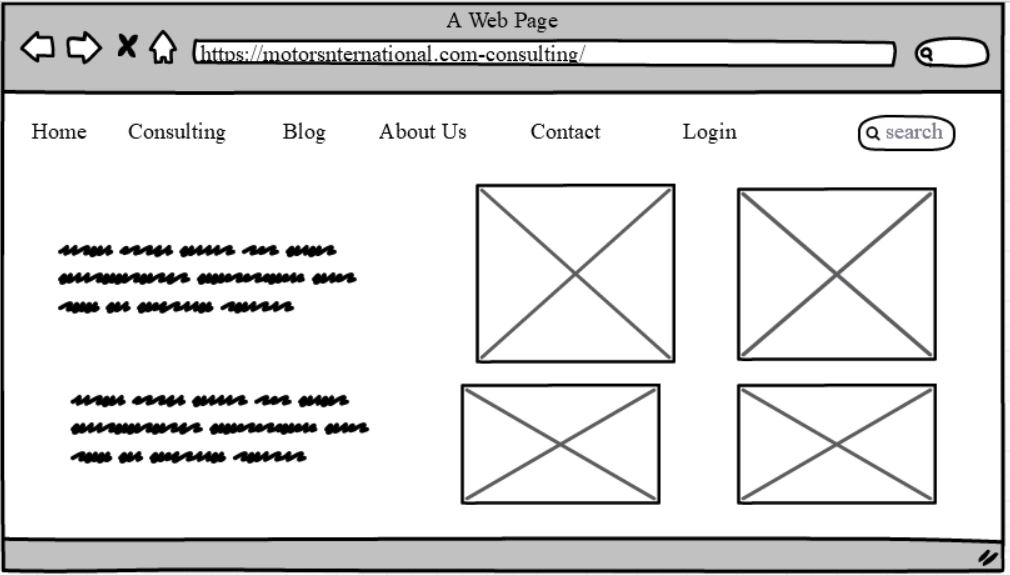 A Web Page
https://motorsnternational.com-consulting/
Home Consulting Blog About Us Contact Login search